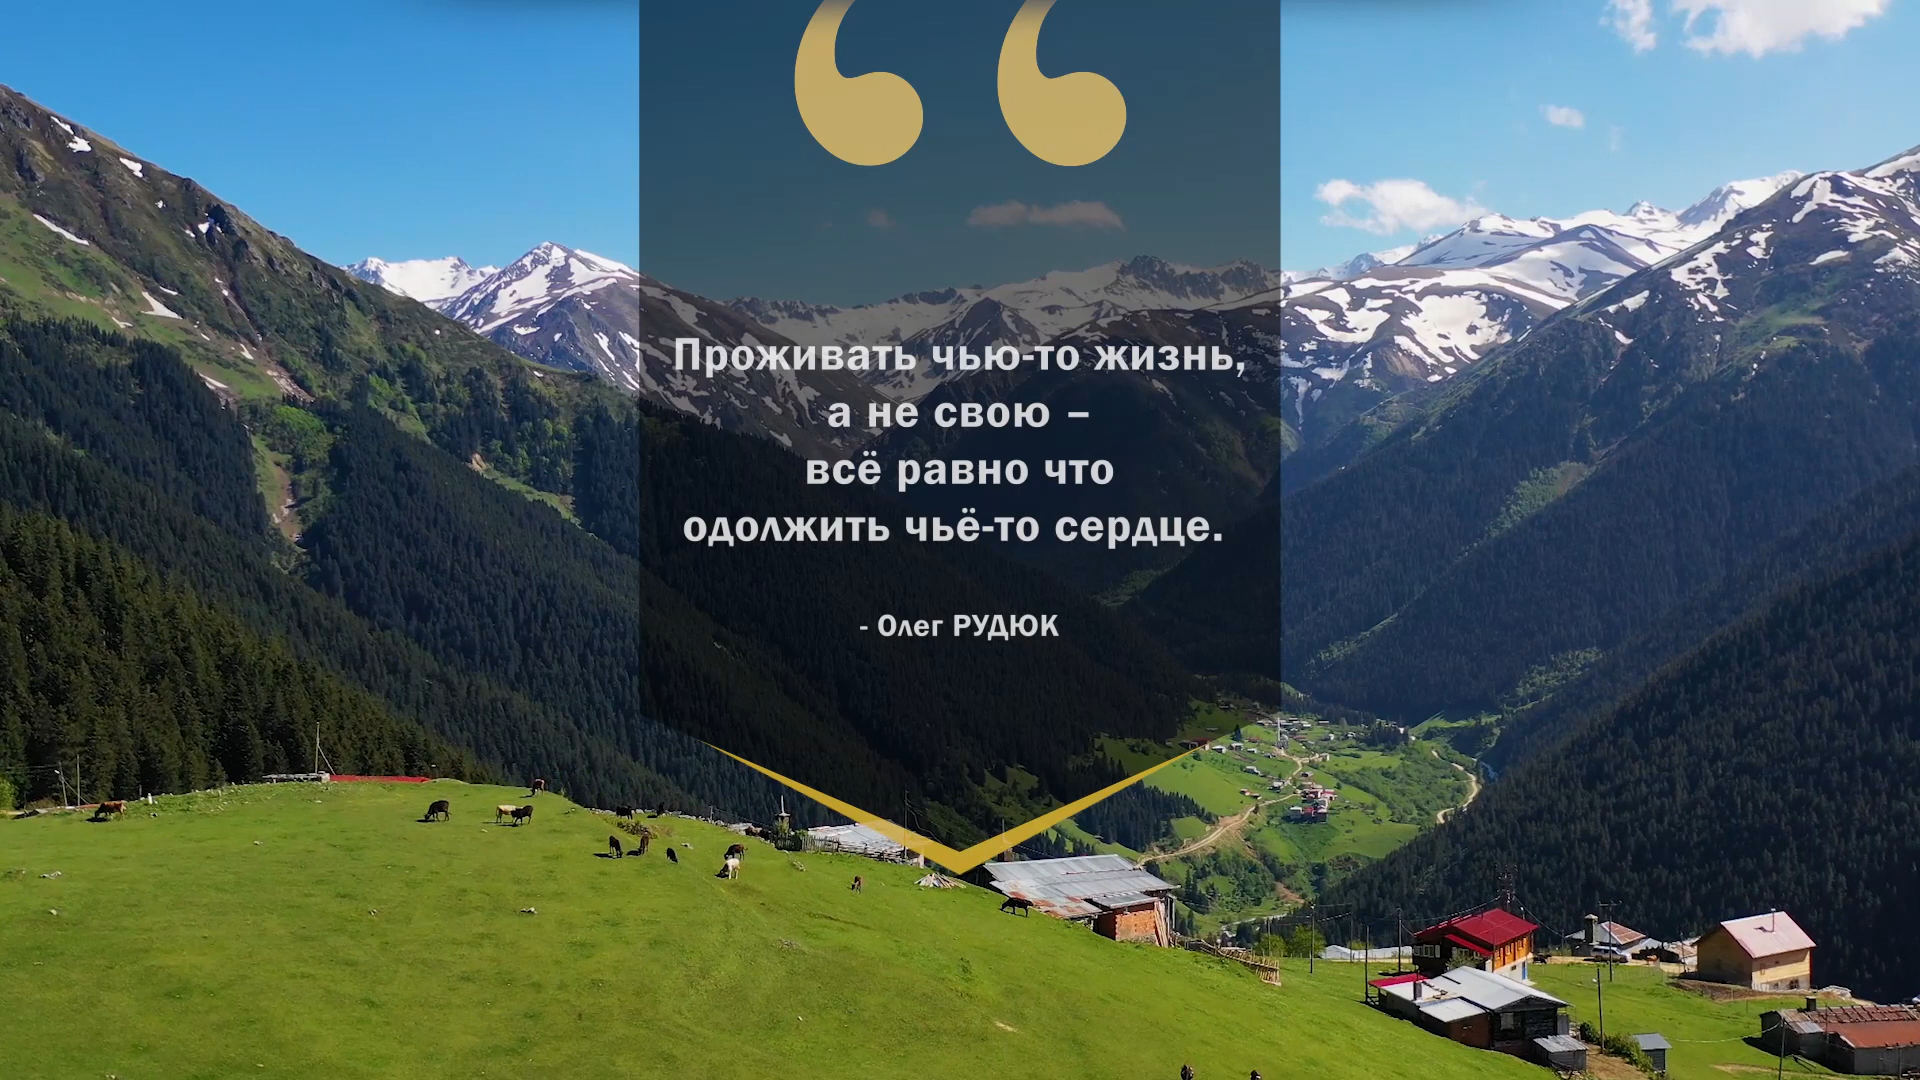 Проживать чью-то жизнь,
а не свою –
всё равно что
одолжить чьё-то сердце.
- Олег РУДЮК